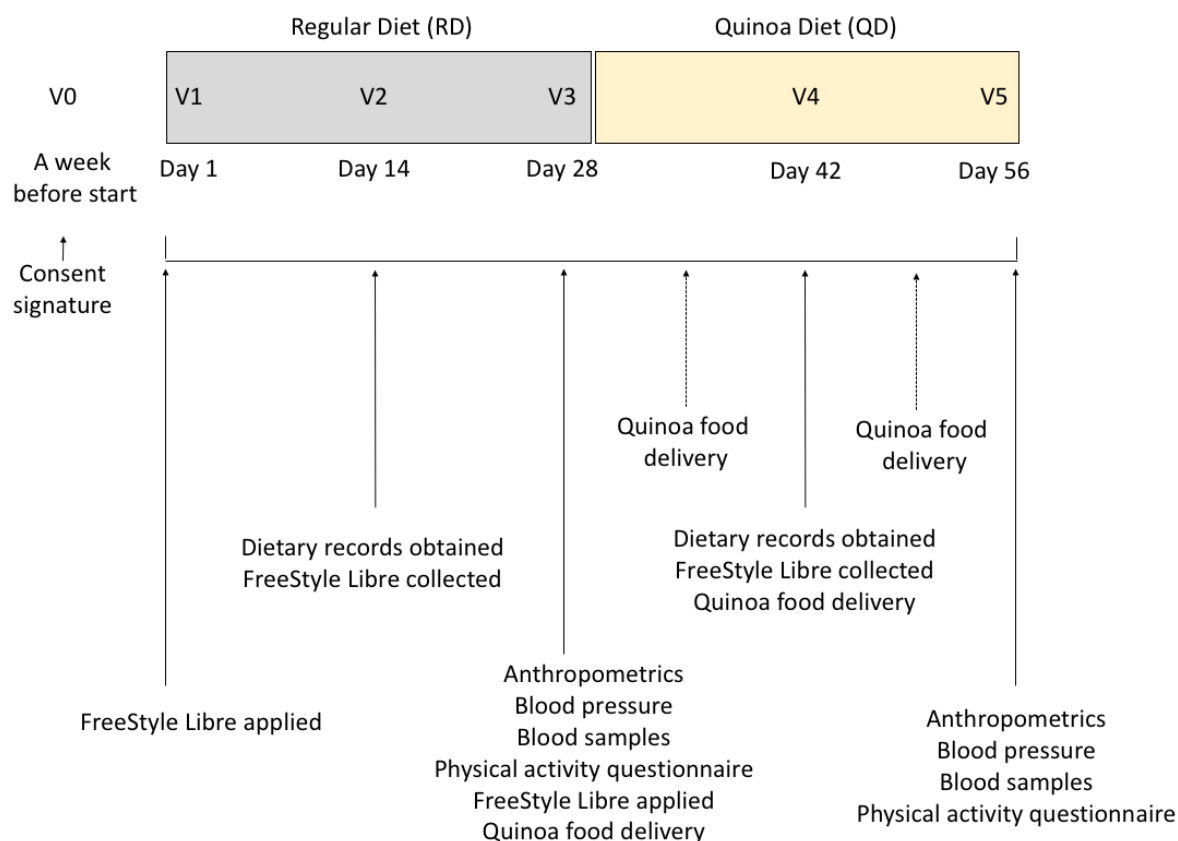 Regular Diet (RD)
Quinoa Diet (QD)
V0
V1
V2
V3
V4
V5
A week
before start
Day 1
Day 14
Day 28
Day 42
Day 56
Consent
signature
Quinoa food
delivery
Quinoa food
delivery
Dietary records obtained
FreeStyle Libre collected
Dietary records obtained
FreeStyle Libre collected
Quinoa food delivery
FreeStyle Libre applied
Anthropometrics
Blood pressure
Blood samples
Physical activity questionnaire
FreeStyle Libre applied
Quinoa food delivery
Anthropometrics
Blood pressure
Blood samples
Physical activity questionnaire